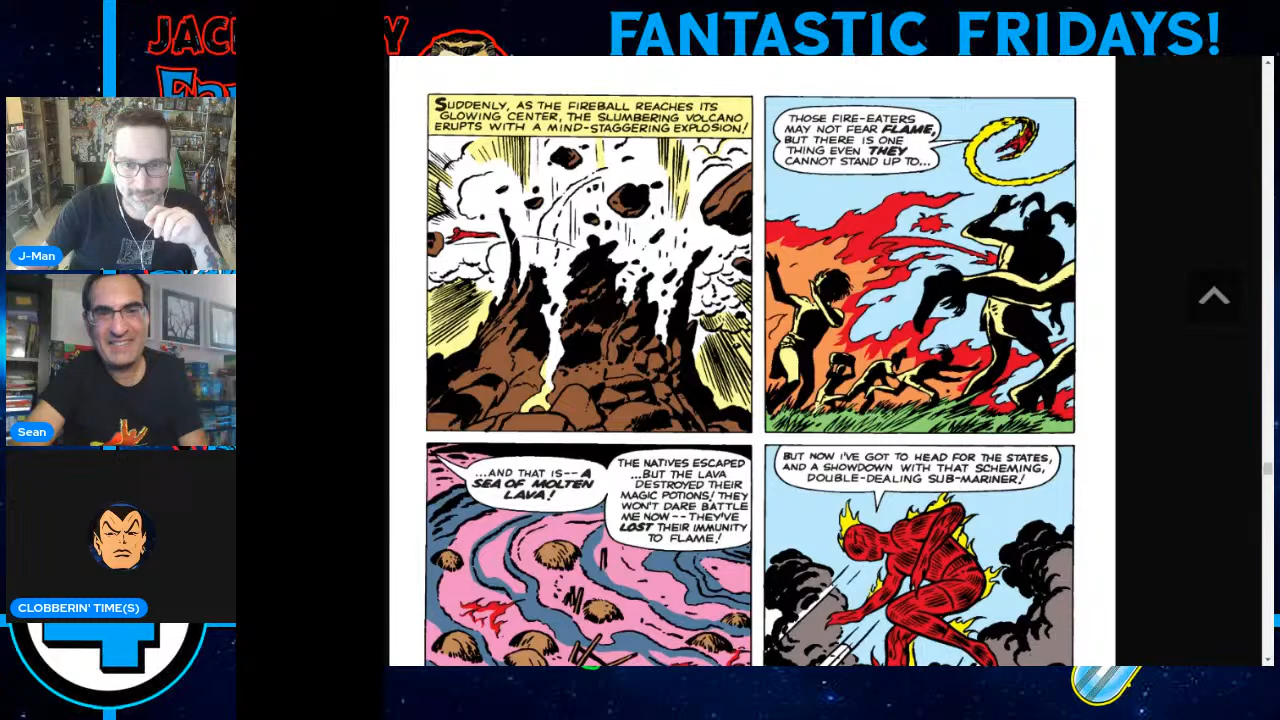 FANTASTIC FRIDAYS!
J-Man
Sean
CLOBBERIN' TIME(S)
SUDDENLY, AS THE FIREBALL REACHES ITS
GLOWING CENTER, THE SLUMBERING VOLCANO
ERUPTS WITH A MIND-STAGGERING EXPLOSION!
THOSE FIRE-EATERS
MAY NOT FEAR FLAME,
BUT THERE IS ONE
THING EVEN THEY
CANNOT STAND UP TO...
...AND THAT IS--A
SEA OF MOLTEN
LAVA!
THE NATIVES ESCAPED
...BUT THE LAVA
DESTROYED THEIR
MAGIC POTIONS! THEY
WON'T DARE BATTLE
ME NOW-- THEY'VE
LOST THEIR IMMUNITY
TO FLAME!
BUT NOW I'VE GOT TO HEAD FOR THE STATES,
AND A SHOWDOWN WITH THAT SCHEMING,
DOUBLE-DEALING SUB-MARINER!